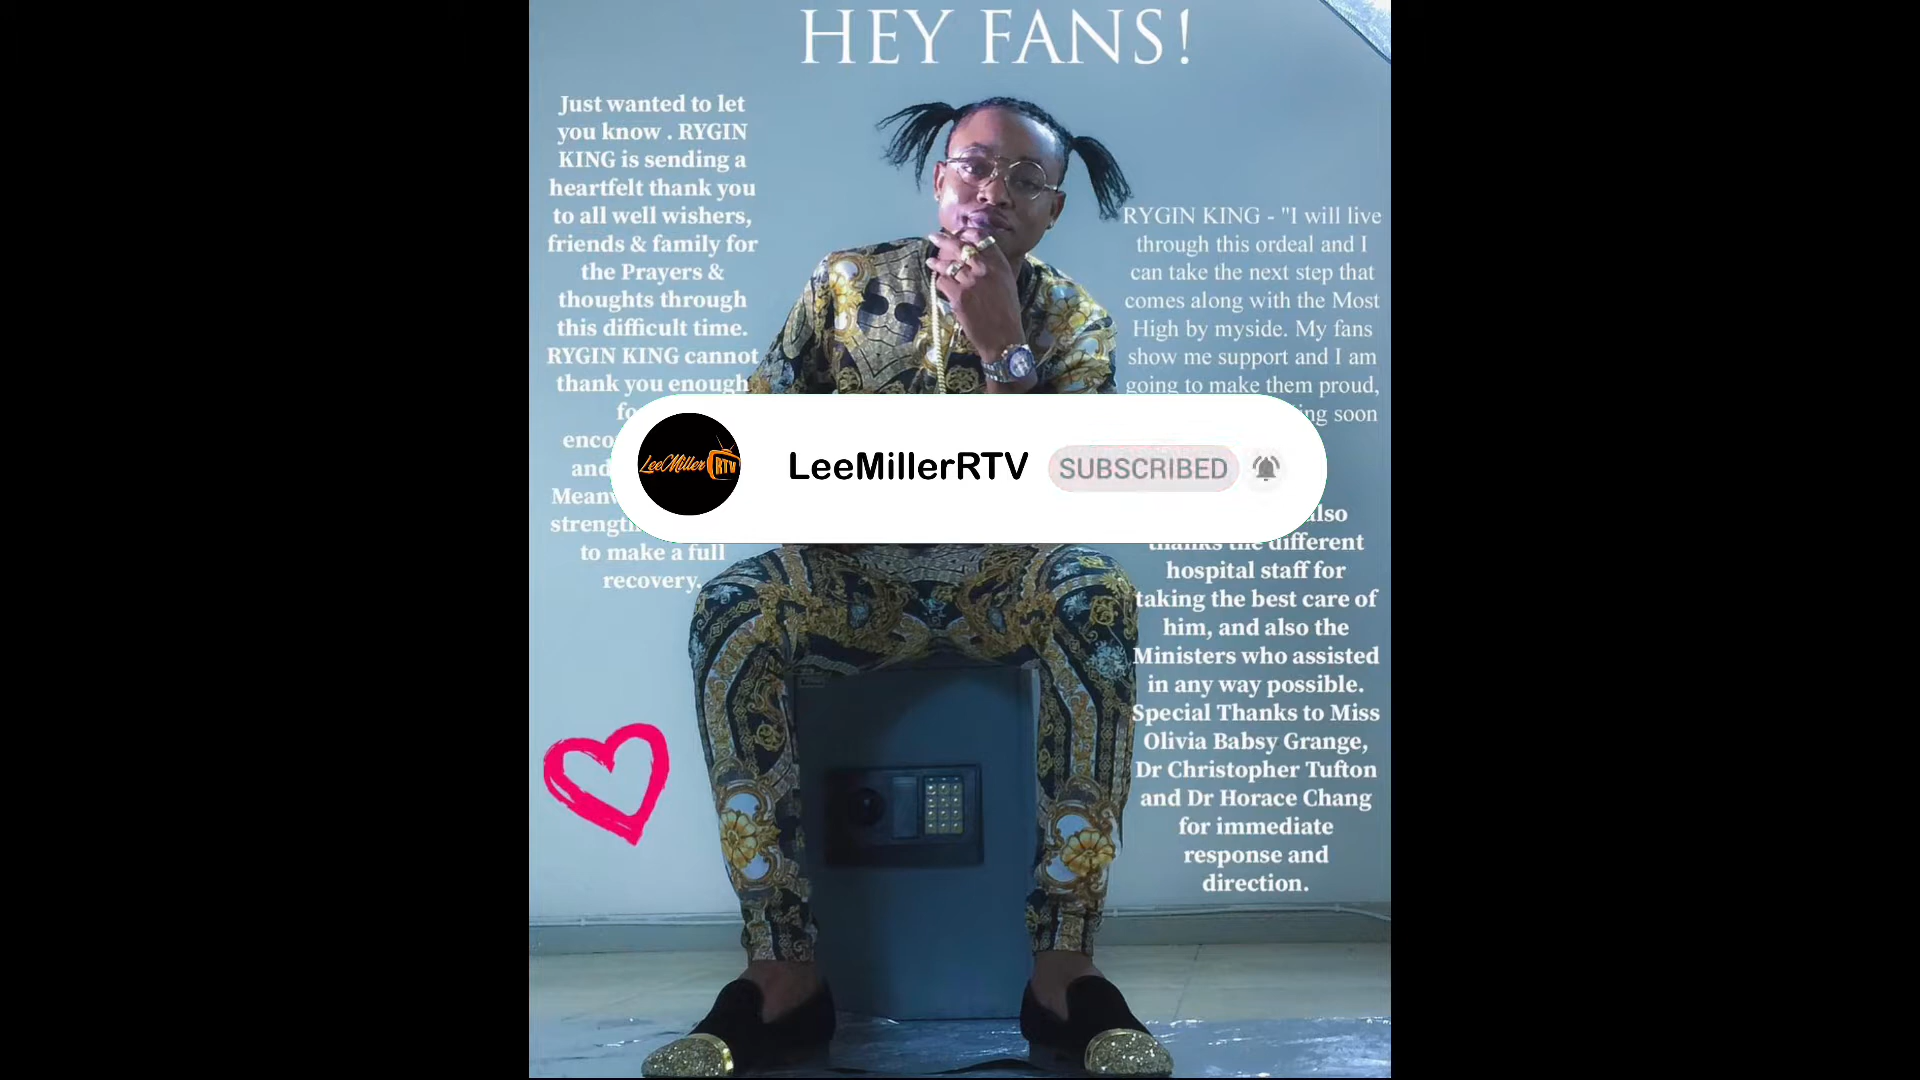 HEY FANS!
Just wanted to let
you know . RYGIN
KING is sending a
heartfelt thank you
to all well wishers,
friends & family for
the Prayers &
thoughts through
this difficult time.
RYGIN KING cannot
thank you enough
to make a full
recovery.
RYGIN KING - "I will live
through this ordeal and I
can take the next step that
comes along with the Most
High by myside. My fans
show me support and I am
going to make them proud,
soon
LeeMiller RTV
LeeMillerRTV
SUBSCRIBED
thanks the different
hospital staff for
taking the best care of
him, and also the
Ministers who assisted
in any way possible.
Special Thanks to Miss
Olivia Babsy Grange,
Dr Christopher Tufton
and Dr Horace Chang
for immediate
response and
direction.